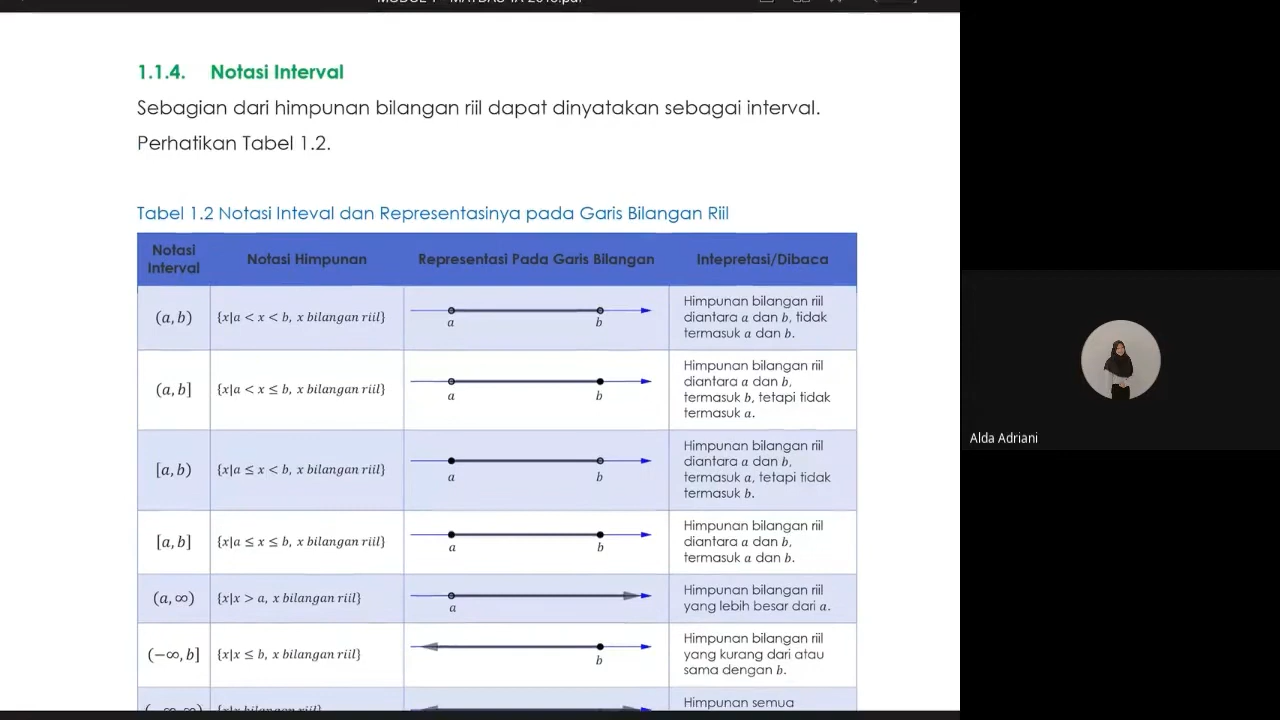 1.1.4. Notasi Interval
Sebagian dari himpunan bilangan riil dapat dinyatakan sebagai interval.
Perhatikan Tabel 1.2.
Tabel 1.2 Notasi Inteval dan Representasinya pada Garis Bilangan Riil
Notasi
Interval
Notasi Himpunan
Representasi Pada Garis Bilangan
Intepretasi/Dibaca
(a, b)
{x|a < x < b, x bilangan riil}
a b
Himpunan bilangan riil
diantara a dan b, tidak
termasuk a dan b.
(a, b]
{x|a < x ≤ b, x bilangan riil}
a b
Himpunan bilangan riil
diantara a dan b,
termasuk b, tetapi tidak
termasuk a.
[a, b)
{x|a ≤ x < b, x bilangan riil}
a b
Himpunan bilangan riil
diantara a dan b,
termasuk a, tetapi tidak
termasuk b.
[a, b]
{x|a ≤ x ≤ b, x bilangan riil}
a b
Himpunan bilangan riil
diantara a dan b,
termasuk a dan b.
(a, ∞)
{x|x > a, x bilangan riil}
a
Himpunan bilangan riil
yang lebih besar dari a.
(−∞, b]
{x|x ≤ b, x bilangan riil}
b
Himpunan bilangan riil
yang kurang dari atau
sama dengan b.
{x|x bilangan riil}
Himpunan semua
Alda Adriani